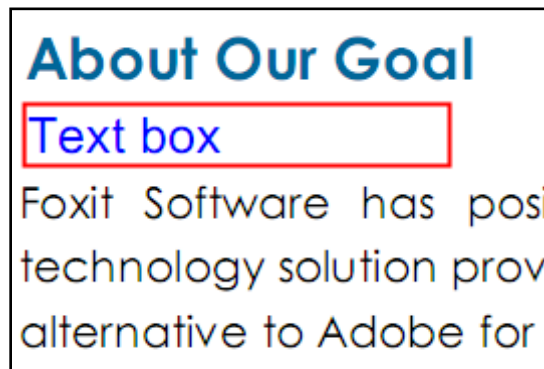 About Our Goal
Text box
Foxit Software has
technology solution
alternative to Adobe for